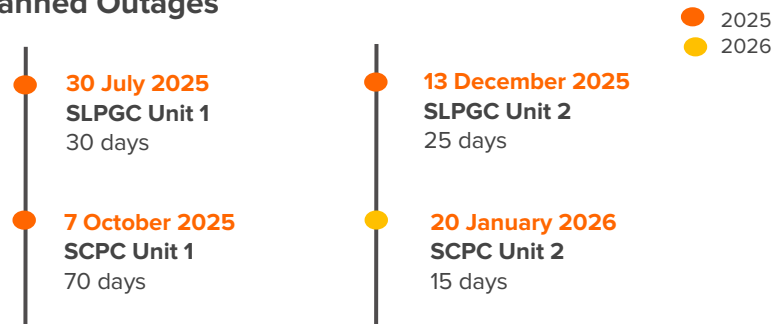 anned Outages
2025
2026
30 July 2025
SLPGC Unit 1
30 days
7 October 2025
SCPC Unit 1
70 days
13 December 2025
SLPGC Unit 2
25 days
20 January 2026
SCPC Unit 2
15 days